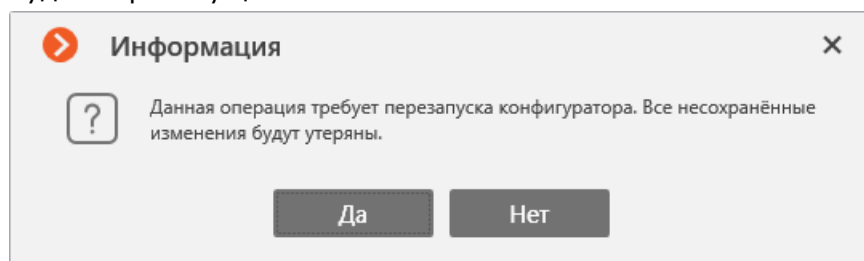 Информация
Данная операция требует перезапуска конфигуратора. Все несохранённые
изменения будут утеряны.
Да
Нет